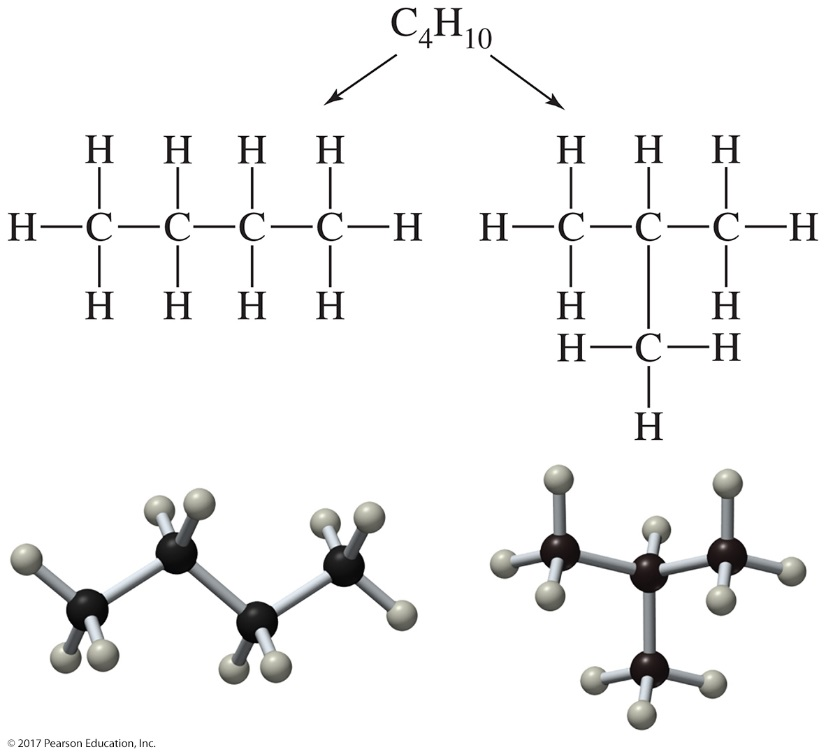 C₄H₁₀
H H H H H H H
H—C—C—C—C—H H—C—C—C—H
H H H H H H
H—C—H
H
© 2017 Pearson Education, Inc.